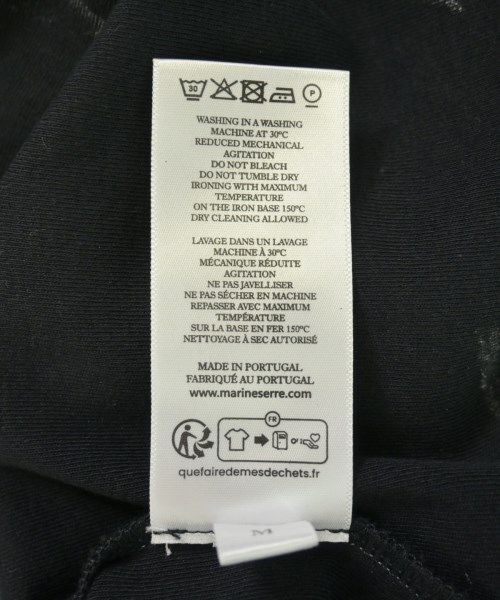 30
P
WASHING IN A WASHING
MACHINE AT 30°C
REDUCED MECHANICAL
AGITATION
DO NOT BLEACH
DO NOT TUMBLE DRY
IRONING WITH MAXIMUM
TEMPERATURE
ON THE IRON BASE 150°C
DRY CLEANING ALLOWED
LAVAGE DANS UN LAVAGE
MACHINE À 30°C
MÉCANIQUE RÉDUITE
AGITATION
NE PAS JAVELLISER
NE PAS SÉCHER EN MACHINE
REPASSER AVEC MAXIMUM
TEMPÉRATURE
SUR LA BASE EN FER 150°C
NETTOYAGE À SEC AUTORISÉ
MADE IN PORTUGAL
FABRIQUÉ AU PORTUGAL
www.marineserre.com
FR
quefairedemesdechets.fr
M